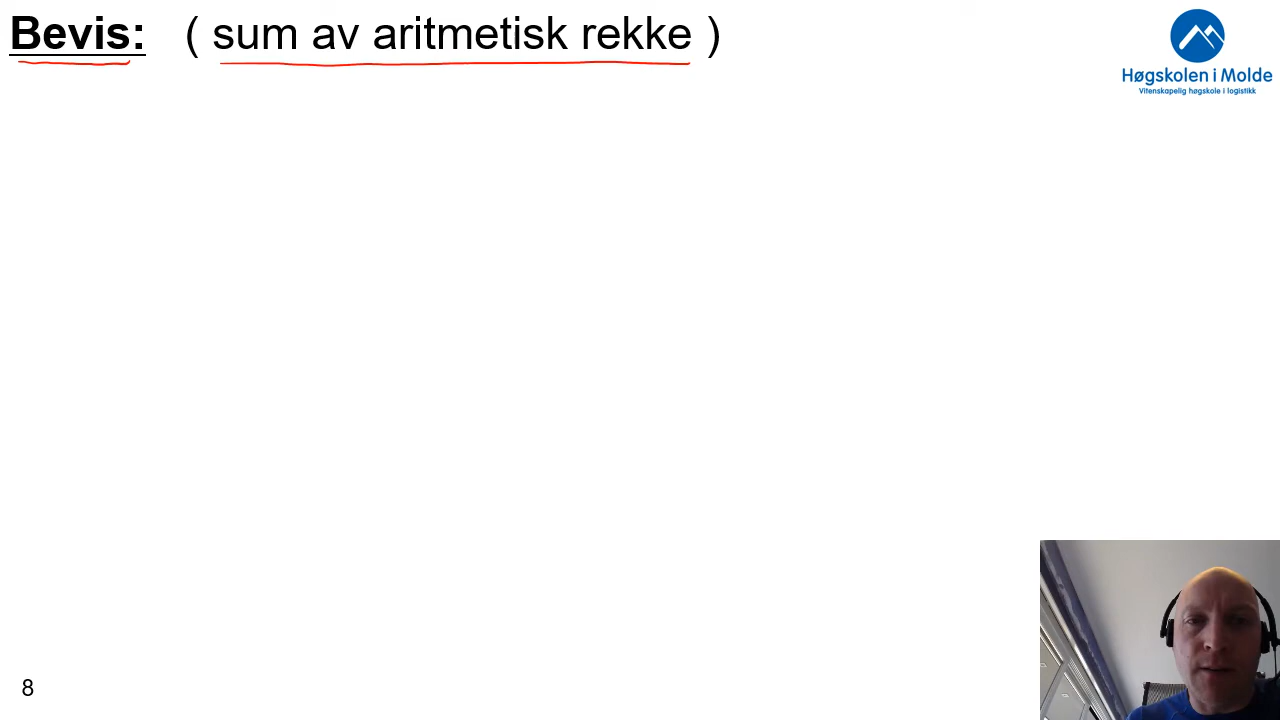 Bevis: ( sum av aritmetisk rekke )
Høgskolen i Molde
Vitenskapelig høgskole i logistikk
8